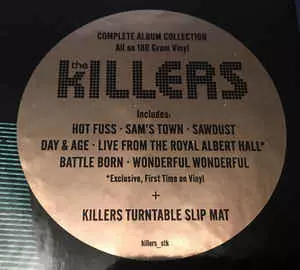 COMPLETE ALBUM COLLECTION
All on 180 Gram Vinyl
the
KILLERS
Includes:
HOT FUSS · SAM'S TOWN · SAWDUST
DAY & AGE · LIVE FROM THE ROYAL ALBERT HALL*
BATTLE BORN · WONDERFUL WONDERFUL
*Exclusive, First Time on Vinyl
+
KILLERS TURNTABLE SLIP MAT
killers_stk